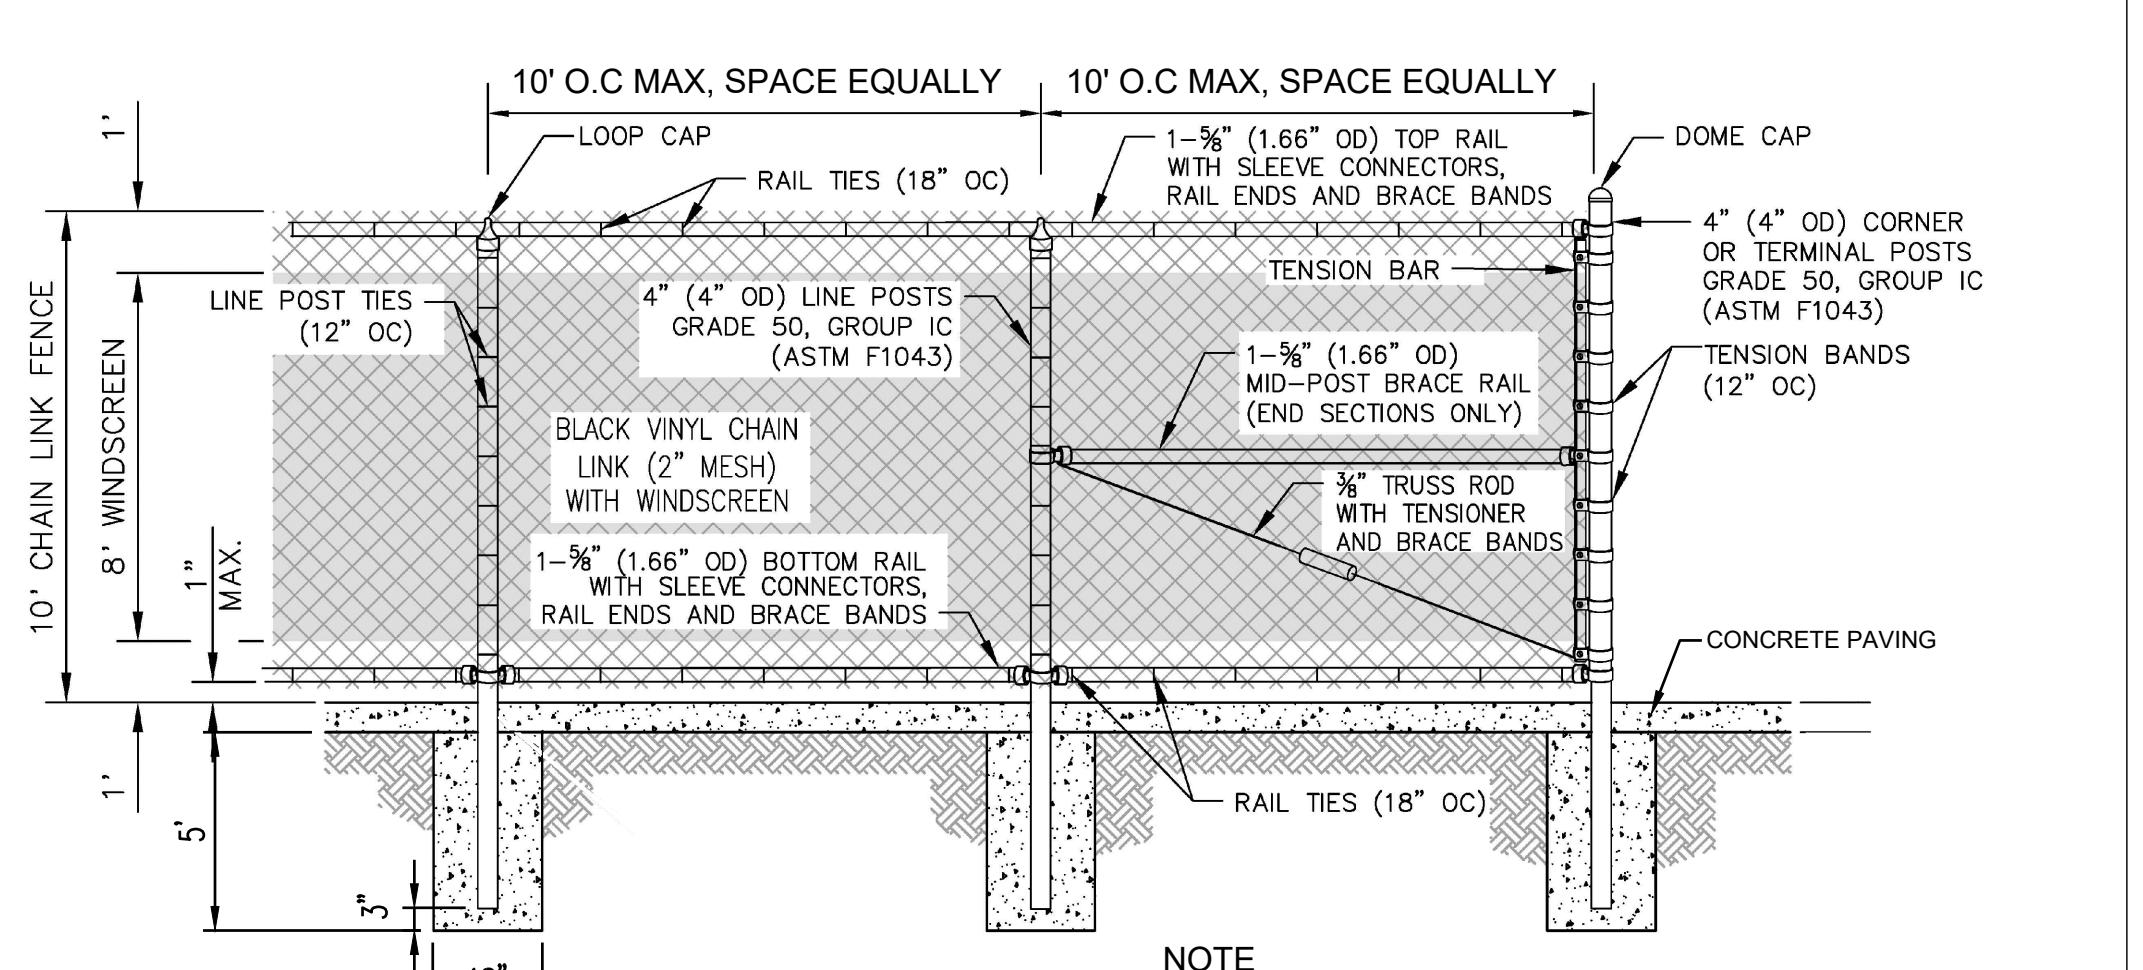 10' O.C MAX, SPACE EQUALLY
10' O.C MAX, SPACE EQUALLY
1'
LOOP CAP
RAIL TIES (18" OC)
1-⅝" (1.66" OD) TOP RAIL
WITH SLEEVE CONNECTORS,
RAIL ENDS AND BRACE BANDS
DOME CAP
4" (4" OD) CORNER
OR TERMINAL POSTS
GRADE 50, GROUP IC
(ASTM F1043)
TENSION BAR
LINE POST TIES
(12" OC)
4" (4" OD) LINE POSTS
GRADE 50, GROUP IC
(ASTM F1043)
1-⅝" (1.66" OD)
MID-POST BRACE RAIL
(END SECTIONS ONLY)
TENSION BANDS
(12" OC)
10' CHAIN LINK FENCE
8' WINDSCREEN
BLACK VINYL CHAIN
LINK (2" MESH)
WITH WINDSCREEN
⅜" TRUSS ROD
WITH TENSIONER
AND BRACE BANDS
1"
MAX.
1-⅝" (1.66" OD) BOTTOM RAIL
WITH SLEEVE CONNECTORS,
RAIL ENDS AND BRACE BANDS
CONCRETE PAVING
1'
5'
RAIL TIES (18" OC)
3"
NOTE